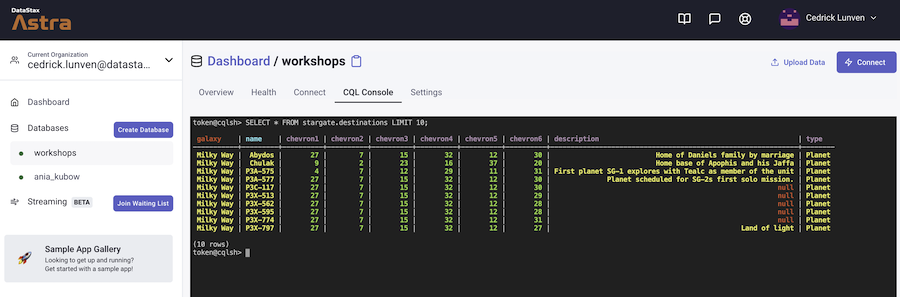 DataStax
Astra
Cedrick Lunven
Current Organization
cedrick.lunven@datasta...
Dashboard
Databases
Create Database
workshops
ania_kubow
Streaming BETA
Join Waiting List
Sample App Gallery
Looking to get up and running?
Get started with a sample app!
Dashboard / workshops
Upload Data
Connect
Overview Health Connect CQL Console Settings
token@cqlsh> SELECT * FROM stargate.destinations LIMIT 10;
galaxy | name | chevron1 | chevron2 | chevron3 | chevron4 | chevron5 | chevron6 | description | type
Milky Way | Abydos | 27 | 7 | 15 | 32 | 12 | 30 | Home of Daniels family by marriage | Planet
Milky Way | Chulak | 9 | 2 | 23 | 16 | 37 | 20 | Home base of Apophis and his Jaffa | Planet
Milky Way | P3A-575 | 4 | 7 | 12 | 29 | 11 | 31 | First planet SG-1 explores with Tealc as member of the unit | Planet
Milky Way | P3A-577 | 27 | 7 | 15 | 32 | 12 | 30 | Planet scheduled for SG-2s first solo mission. | Planet
Milky Way | P3C-117 | 27 | 7 | 15 | 32 | 12 | 30 | null | Planet
Milky Way | P3X-513 | 27 | 7 | 15 | 32 | 12 | 29 | null | Planet
Milky Way | P3X-562 | 27 | 7 | 15 | 32 | 12 | 28 | null | Planet
Milky Way | P3X-595 | 27 | 7 | 15 | 32 | 12 | 28 | null | Planet
Milky Way | P3X-774 | 27 | 7 | 15 | 32 | 12 | 31 | null | Planet
Milky Way | P3X-797 | 27 | 7 | 15 | 32 | 12 | 27 | Land of light | Planet
(10 rows)
token@cqlsh>